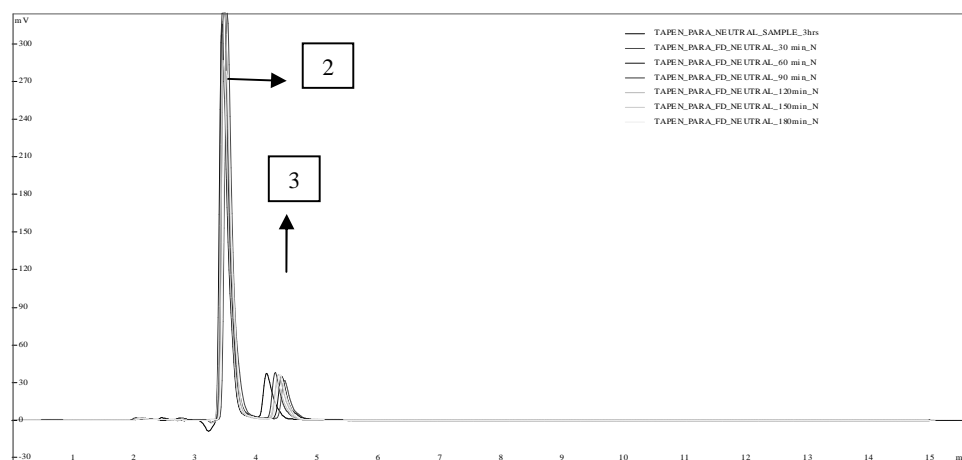 mV
TAPEN_PARA_NEUTRAL_SAMPLE_3hrs
TAPEN_PARA_FD_NEUTRAL_30 min_N
TAPEN_PARA_FD_NEUTRAL_60 min_N
TAPEN_PARA_FD_NEUTRAL_90 min_N
TAPEN_PARA_FD_NEUTRAL_120min_N
TAPEN_PARA_FD_NEUTRAL_150min_N
TAPEN_PARA_FD_NEUTRAL_180min_N
300
2
270
240
210
3
180
150
120
90
60
30
0
-30
1 2 3 4 5 6 7 8 9 10 11 12 13 14 15